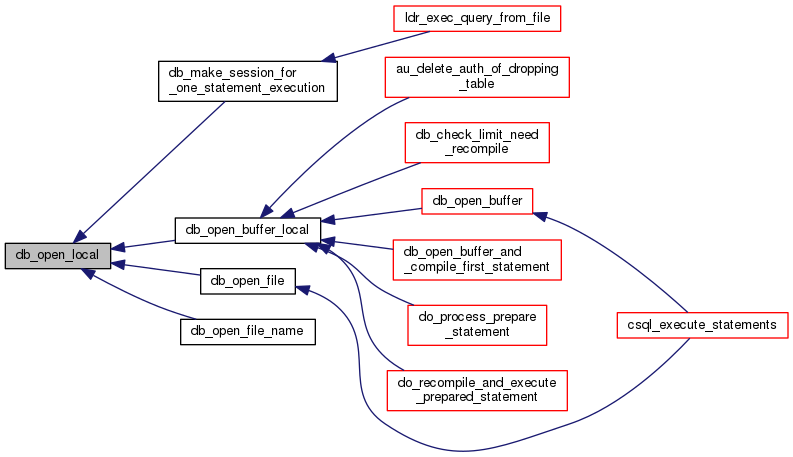 ldr_exec_query_from_file
db_make_session_for
_one_statement_execution
au_delete_auth_of_dropping
_table
db_check_limit_need
_recompile
db_open_buffer
db_open_buffer_local
db_open_local
db_open_buffer_and
_compile_first_statement
db_open_file
do_process_prepare
_statement
csql_execute_statements
db_open_file_name
do_recompile_and_execute
_prepared_statement